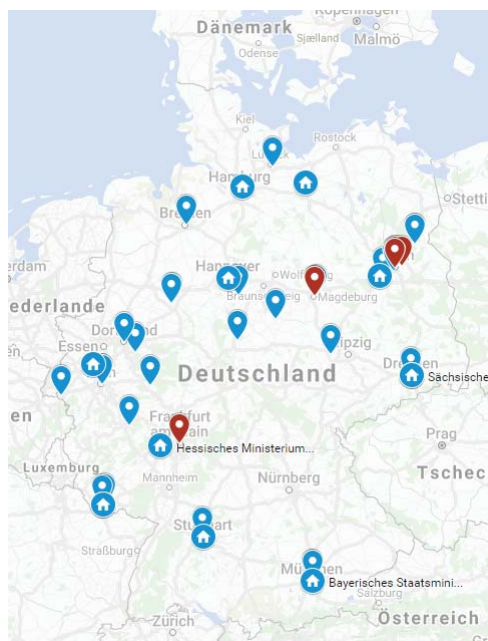 Kopenhagen
Dänemark
Sjælland
Malmö
Odense
Kiel
Rostock
Hamburg
Stettin
Bremen
Hannover
Wolfsburg
Braunschweig
Magdeburg
Niederlande
Dortmund
Essen
Leipzig
Dresden
Deutschland
Sächsische
Frankfurt
am Main
Prag
Hessisches Ministerium...
Luxemburg
Tschec
Mannheim
Nürnberg
Stuttgart
Straßburg
München
Bayerisches Staatsmini...
Salzburg
Österreich
Zürich